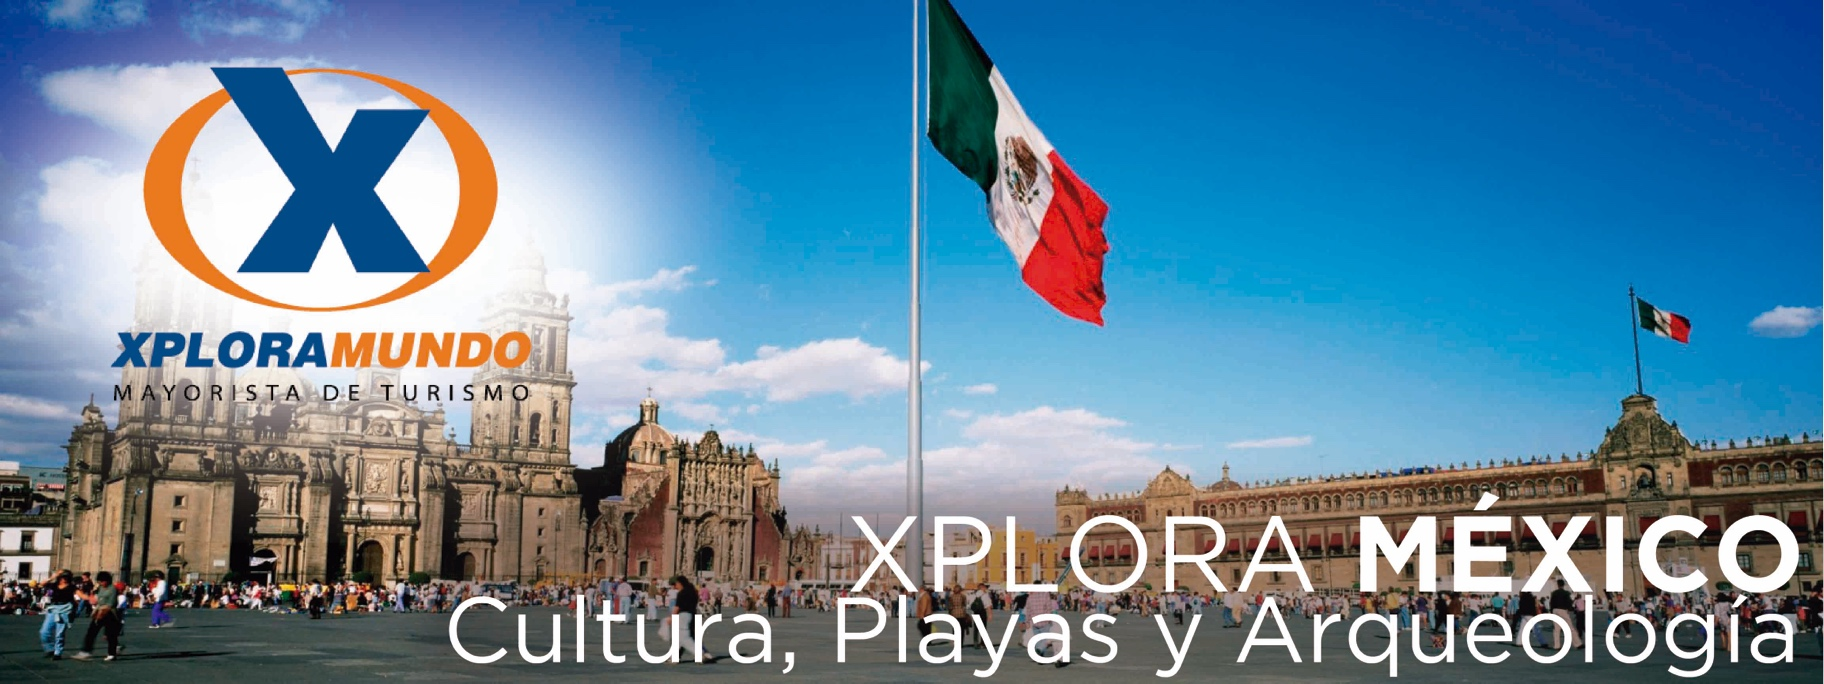 X
XPLORAMUNDO
MAYORISTA DE TURISMO
XPLORA MÉXICO
Cultura, Playas y Arqueología